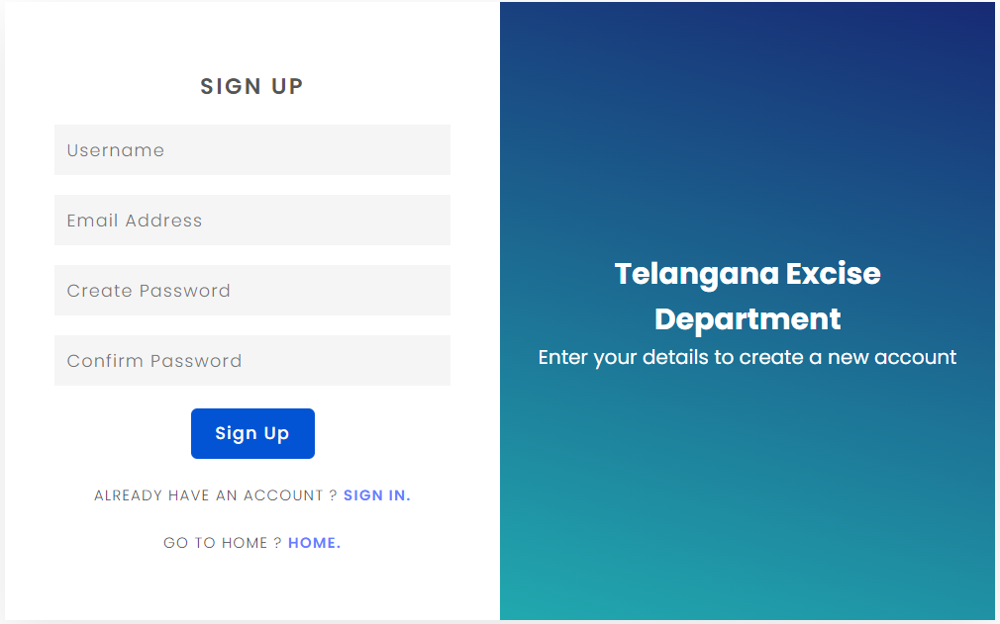 SIGN UP
Username
Email Address
Create Password
Confirm Password
Sign Up
ALREADY HAVE AN ACCOUNT ? SIGN IN.
GO TO HOME ? HOME.
Telangana Excise
Department
Enter your details to create a new account